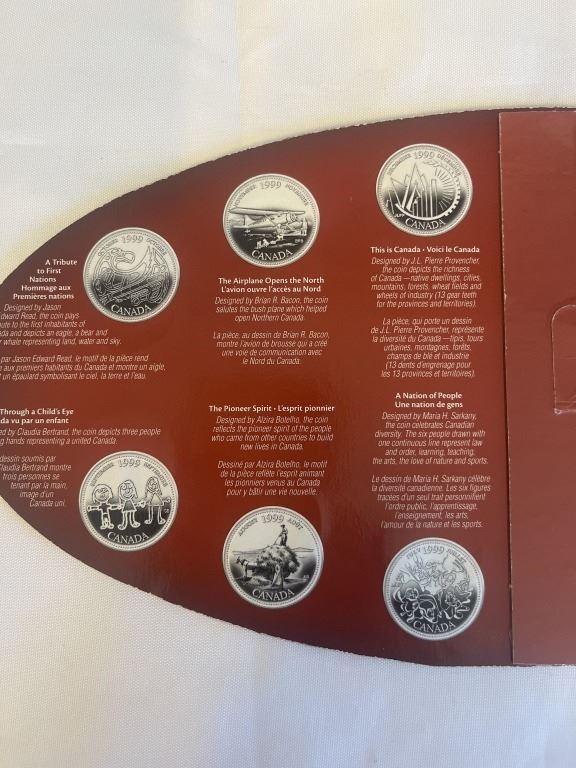 OCTOBER 1999 OCTOBRE
CANADA
A Tribute
to First
Nations
Hommage aux
Premières nations
Designed by Jason
Edward Read, the coin pays
to the first inhabitants of
and depicts an eagle, a bear and
whale representing land, water and sky.
par Jason Edward Read, le motif de la pièce rend
aux premiers habitants du Canada et montre un aigle,
et un épaulard symbolisant le ciel, la terre et l'eau.
NOVEMBER 1999 NOVEMBRE
CANADA
The Airplane Opens the North
L'avion ouvre l'accès au Nord
Designed by Brian R. Bacon, the coin
salutes the bush plane which helped
open Northern Canada.
La pièce, au dessin de Brian R. Bacon,
montre l'avion de brousse qui a créé
une voie de communication avec
le Nord du Canada.
DECEMBER 1999 DÉCEMBRE
CANADA
This is Canada • Voici le Canada
Designed by J.L. Pierre Provencher,
the coin depicts the richness
of Canada —native dwellings, cities,
mountains, forests, wheat fields and
wheels of industry (13 gear teeth
for the provinces and territories).
La pièce, qui porte un dessin
de J.L. Pierre Provencher, représente
la diversité du Canada —tipis, tours
urbaines, montagnes, forêts,
champs de blé et industrie
(13 dents d'engrenage pour
les 13 provinces et territoires).
Through a Child's Eye
vu par un enfant
by Claudia Bertrand, the coin depicts three people
hands representing a united Canada.
dessin soumis par
Claudia Bertrand montre
trois personnes se
tenant par la main,
image d'un
Canada uni.
SEPTEMBER 1999 SEPTEMBRE
CANADA
The Pioneer Spirit • L'esprit pionnier
Designed by Alzira Botelho, the coin
reflects the pioneer spirit of the people
who came from other countries to build
new lives in Canada.
Dessiné par Alzira Botelho, le motif
de la pièce reflète l'esprit animant
les pionniers venus au Canada
pour y bâtir une vie nouvelle.
AUGUST 1999 AOÛT
CANADA
A Nation of People
Une nation de gens
Designed by Maria H. Sarkany,
the coin celebrates Canadian
diversity. The six people drawn with
one continuous line represent law
and order, learning, teaching,
the arts, the love of nature and sports.
Le dessin de Maria H. Sarkany célèbre
la diversité canadienne. Les six figures
tracées d'un seul trait personnifient
l'ordre public, l'apprentissage,
l'enseignement, les arts,
l'amour de la nature et les sports.
JULY 1999 JUILLET
CANADA